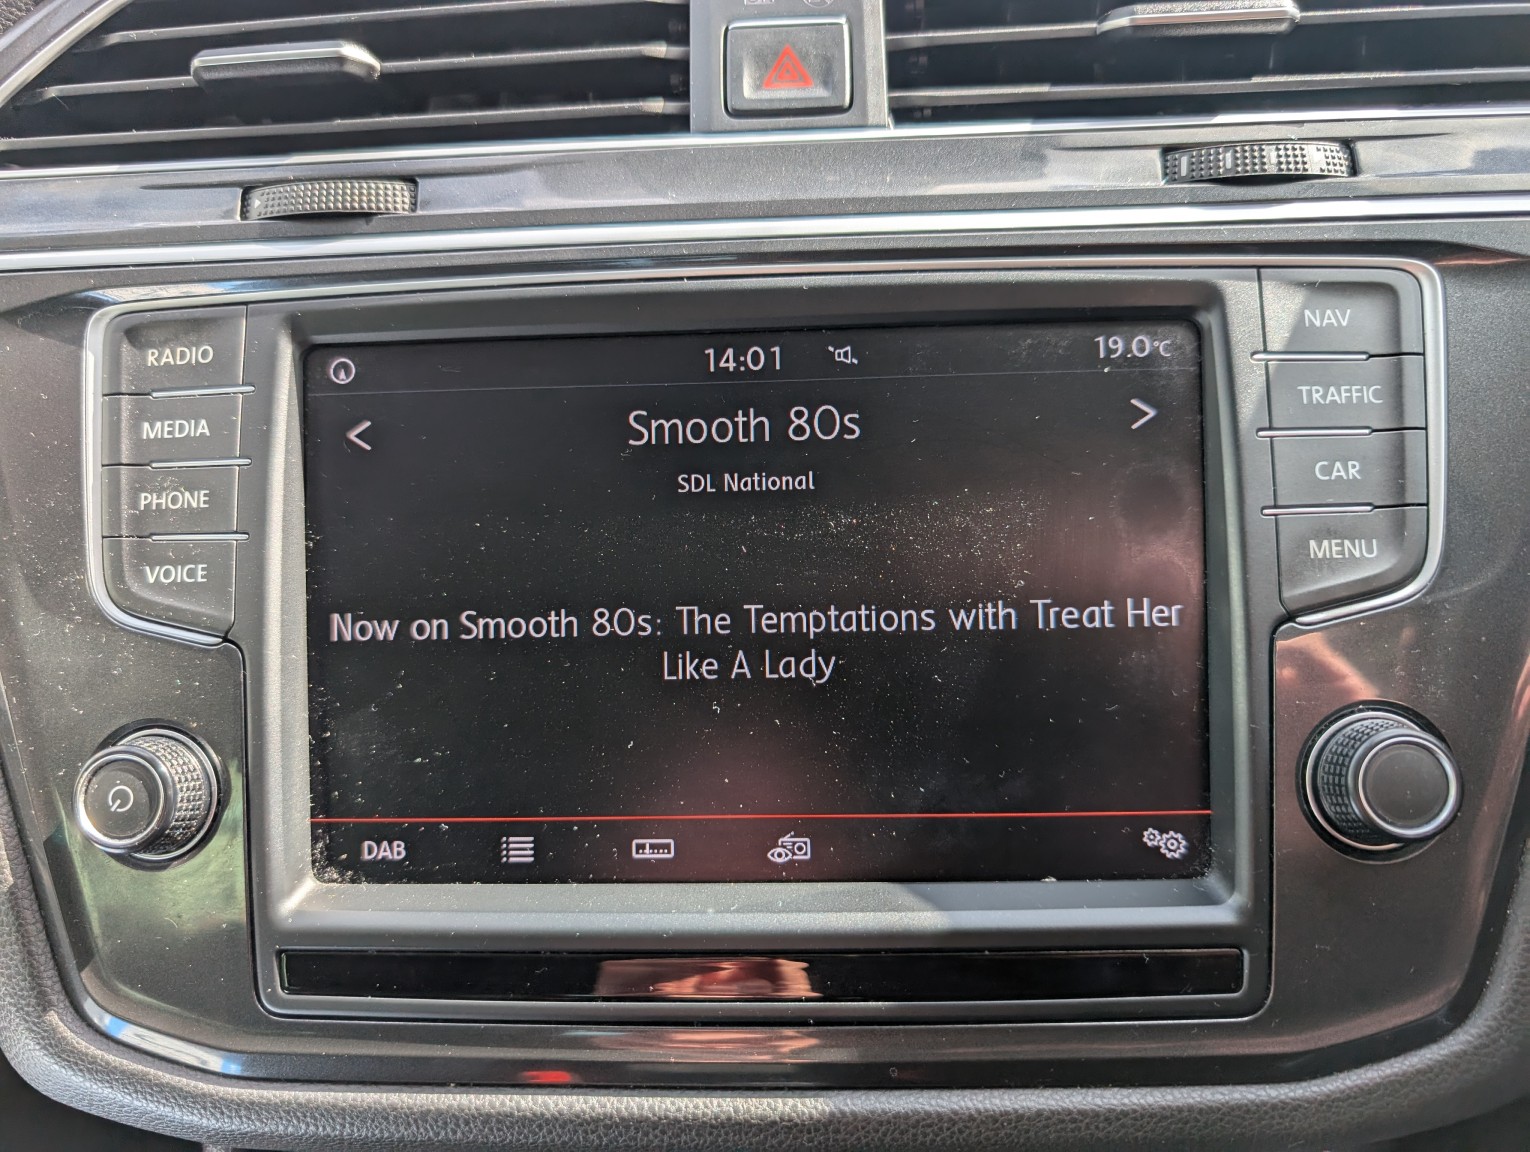 RADIO
MEDIA
PHONE
VOICE
14:01
19.0°C
Smooth 80s
SDL National
Now on Smooth 80s: The Temptations with Treat Her
Like A Lady
DAB
NAV
TRAFFIC
CAR
MENU